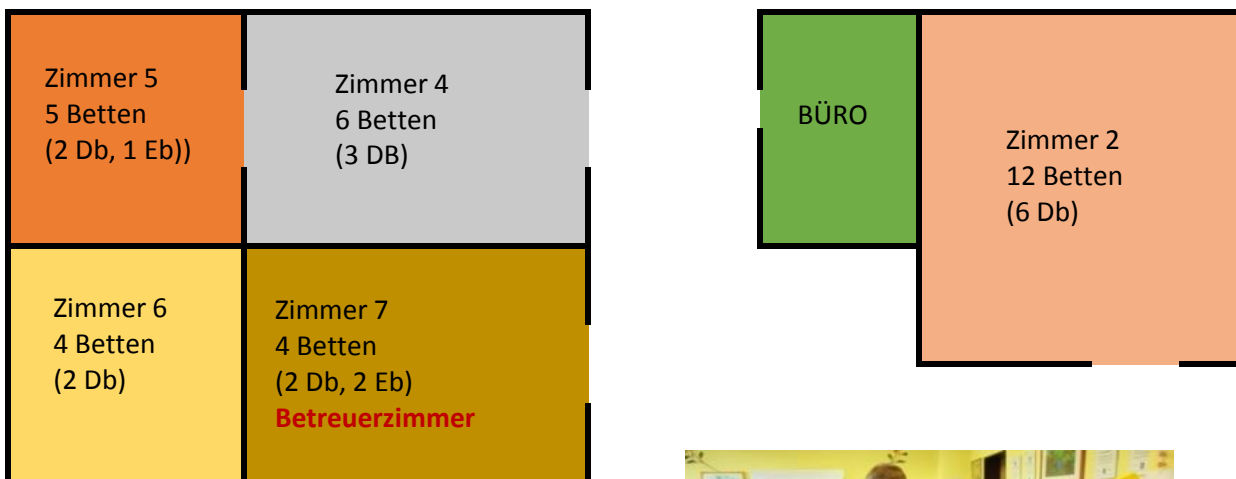 Zimmer 5
5 Betten
(2 Db, 1 Eb))
Zimmer 4
6 Betten
(3 DB)
BÜRO
Zimmer 2
12 Betten
(6 Db)
Zimmer 6
4 Betten
(2 Db)
Zimmer 7
4 Betten
(2 Db, 2 Eb)
Betreuerzimmer